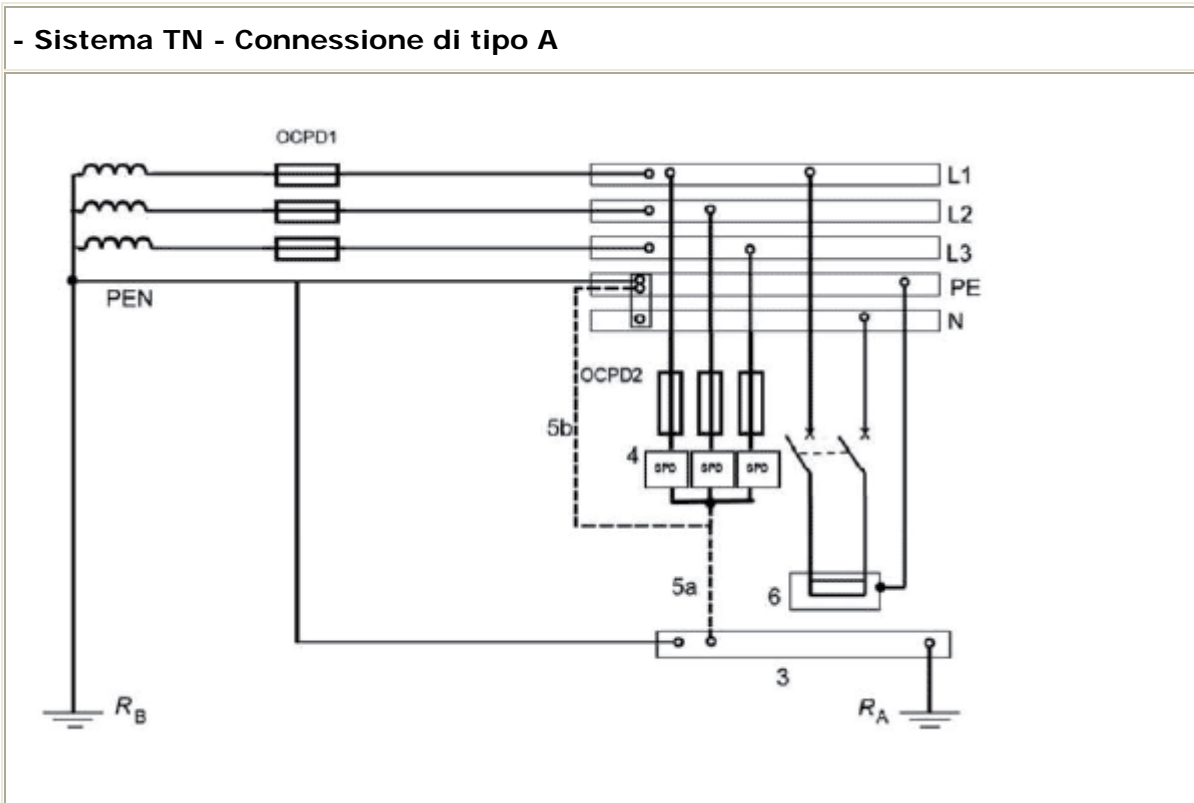 - Sistema TN - Connessione di tipo A
OCPD1
L1
L2
L3
PEN
PE
N
OCPD2
5b
4
SPD SPD SPD
5a
6
3
RB
RA